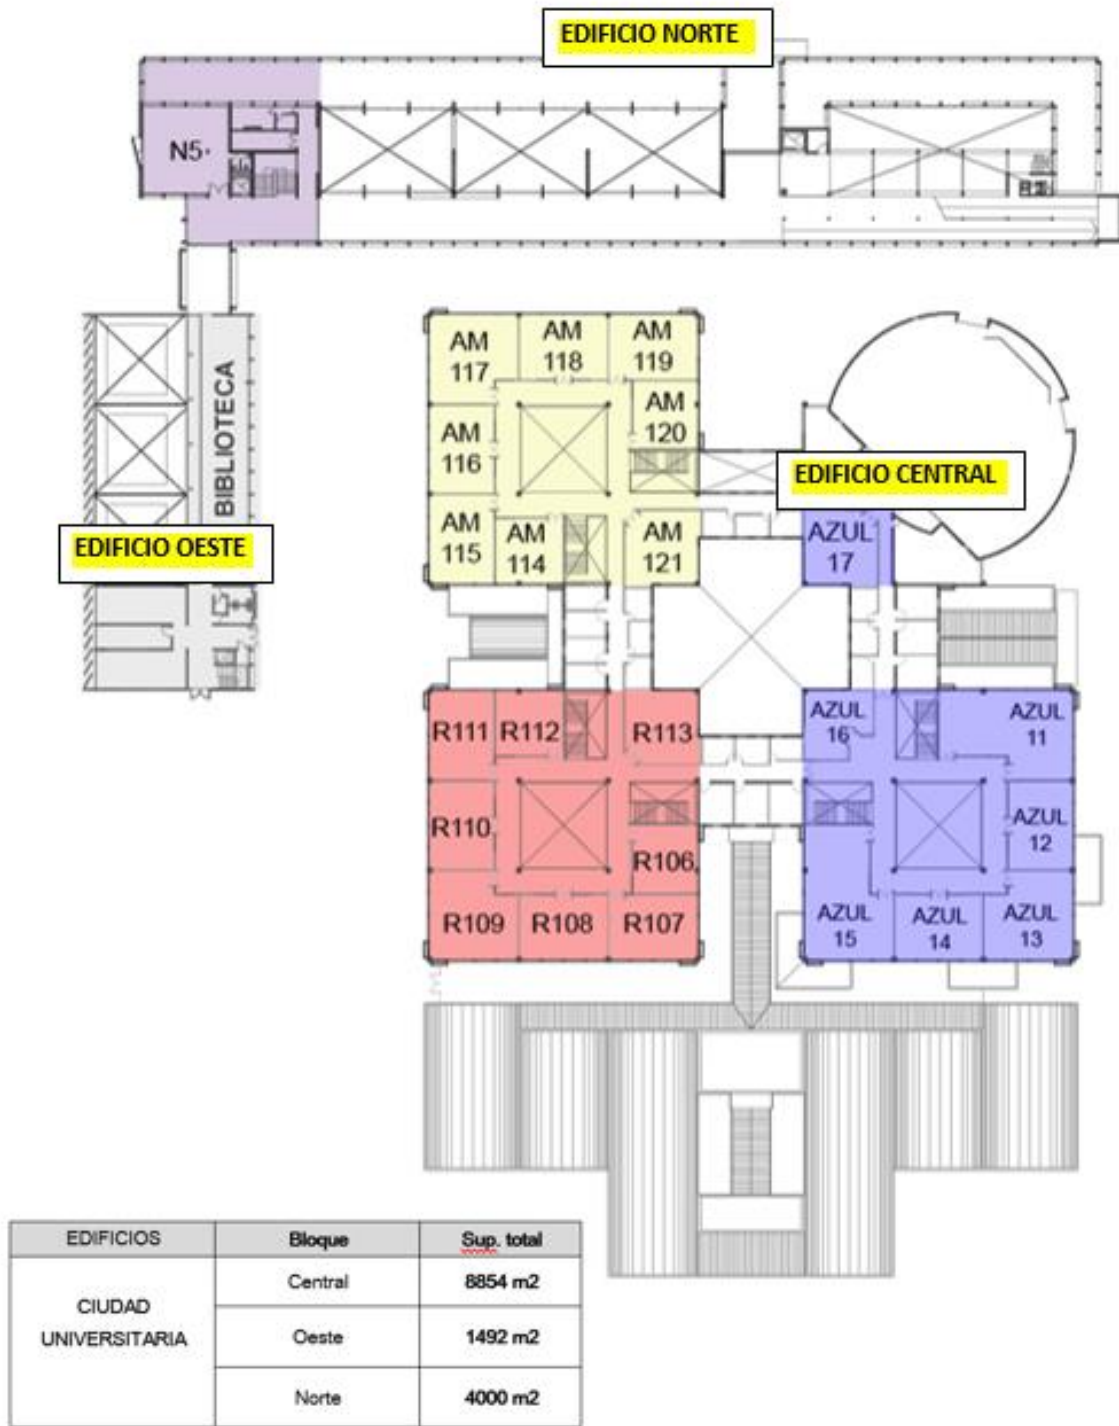 EDIFICIO NORTE
N5
AM
117
AM
118
AM
119
AM
116
AM
120
BIBLIOTECA
EDIFICIO CENTRAL
AM
115
AM
114
AM
121
AZUL
17
EDIFICIO OESTE
R111
R112
R113
AZUL
16
AZUL
11
R110
R106
AZUL
12
R109
R108
R107
AZUL
15
AZUL
14
AZUL
13
EDIFICIOS Bloque Sup. total
CIUDAD
UNIVERSITARIA
Central 8854 m2
Oeste 1492 m2
Norte 4000 m2